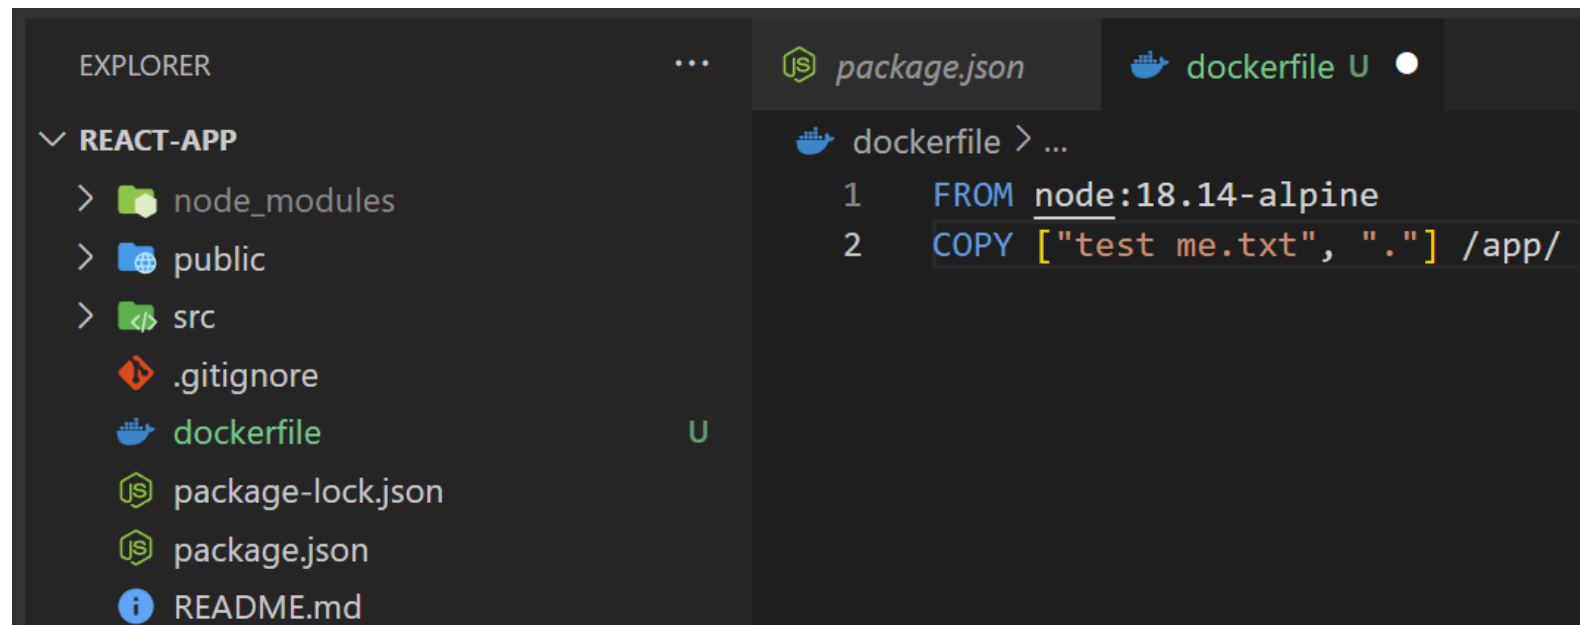 EXPLORER ...
REACT-APP
node_modules
public
src
.gitignore
dockerfile U
package-lock.json
package.json
README.md
package.json dockerfile U
dockerfile > ...
1 FROM node:18.14-alpine
2 COPY ["test me.txt", "."] /app/